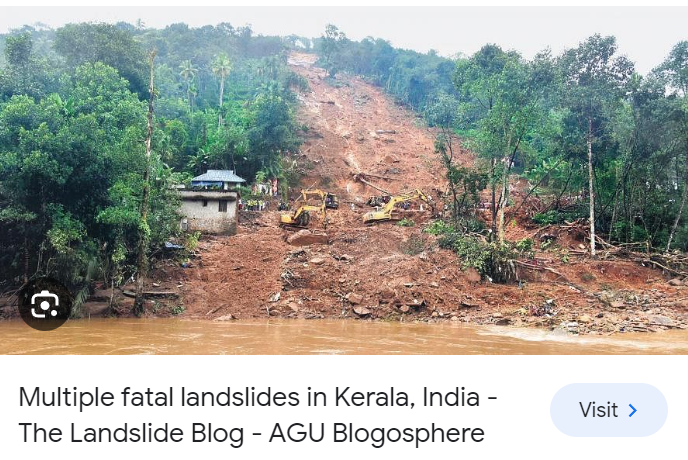 Multiple fatal landslides in Kerala, India -
The Landslide Blog - AGU Blogosphere
Visit